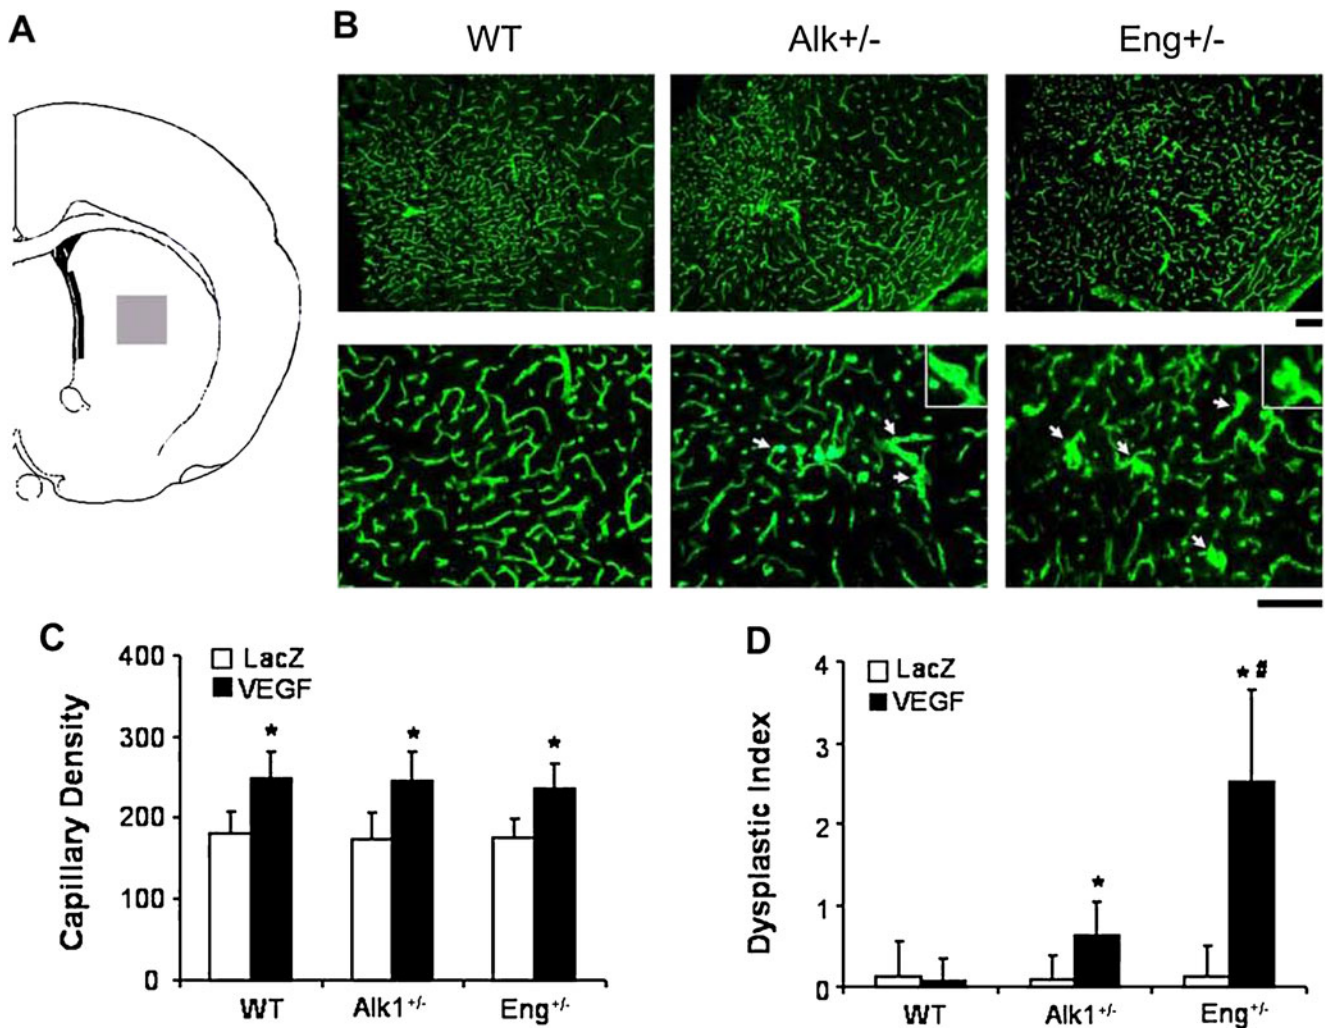 A
B
WT
Alk+/-
Eng+/-
C
400
300
200
100
0
Capillary Density
LacZ
VEGF
*
*
*
WT
Alk1+/-
Eng+/-
D
4
3
2
1
0
Dysplastic Index
LacZ
VEGF
*
* #
WT
Alk1+/-
Eng+/-